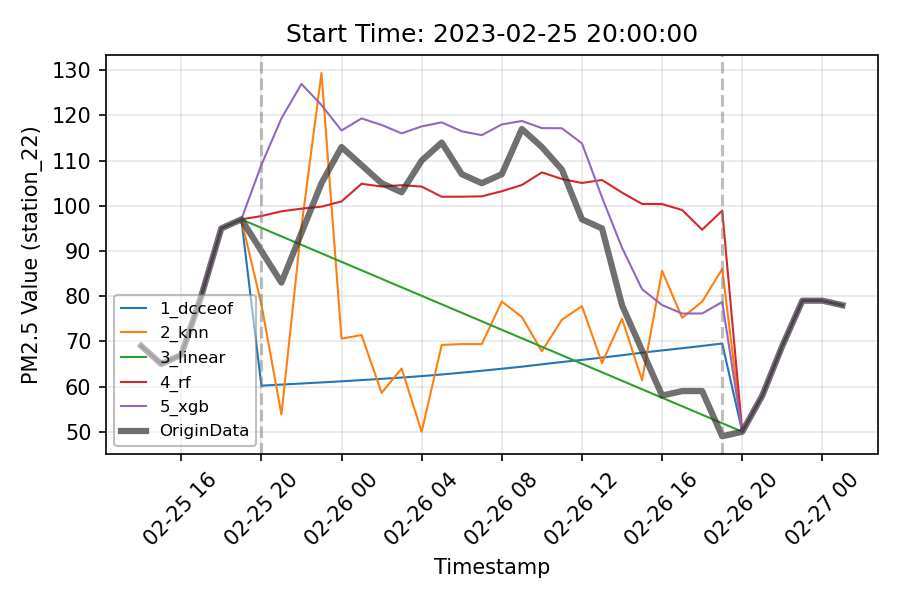 Start Time: 2023-02-25 20:00:00
PM2.5 Value (station_22)
130
120
110
100
90
80
70
60
50
1_dcceof
2_knn
3_linear
4_rf
5_xgb
OriginData
02-25 16
02-25 20
02-26 00
02-26 04
02-26 08
02-26 12
02-26 16
02-26 20
02-27 00
Timestamp